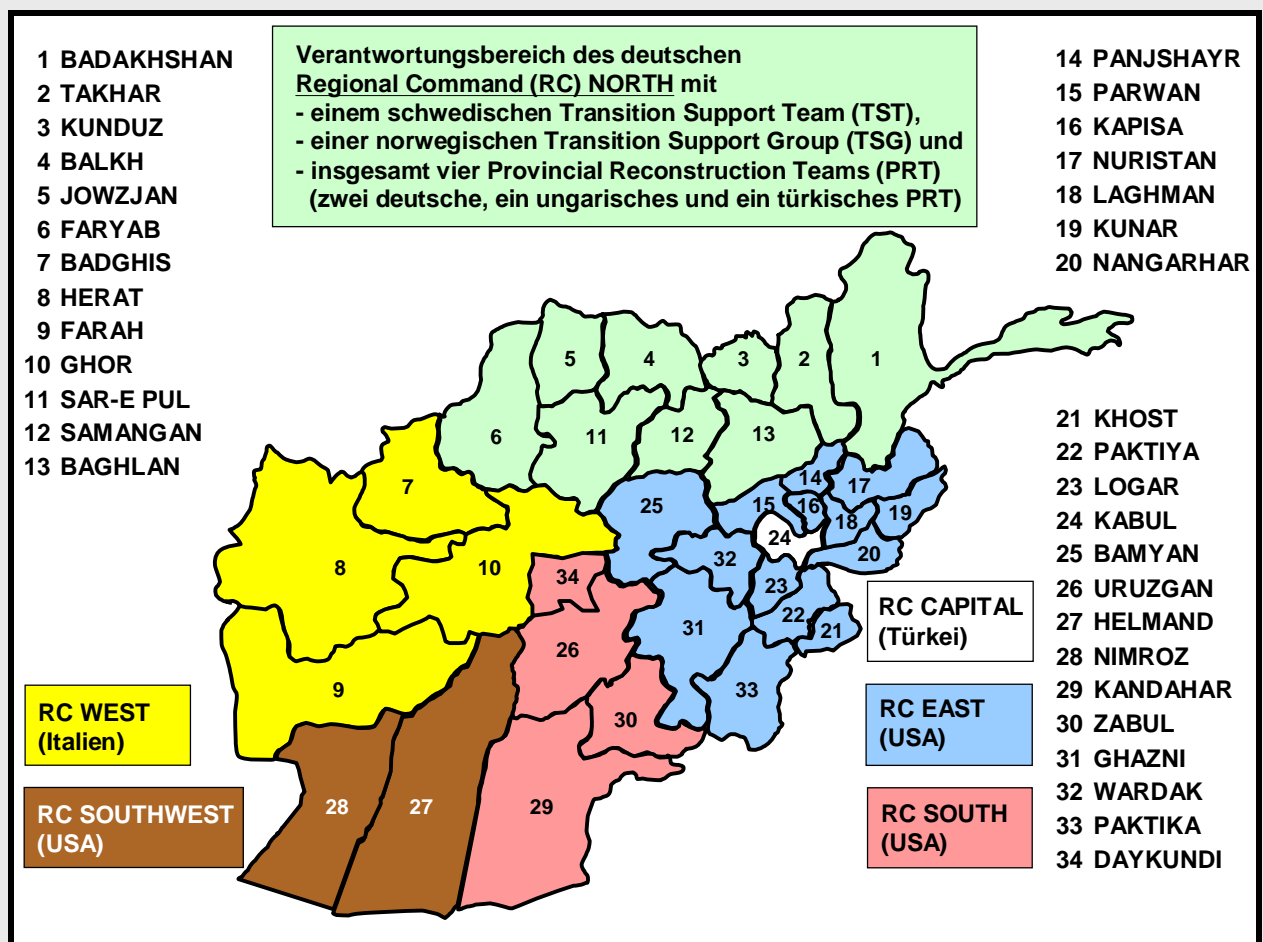 1 BADAKHSHAN
2 TAKHAR
3 KUNDUZ
4 BALKH
5 JOWZJAN
6 FARYAB
7 BADGHIS
8 HERAT
9 FARAH
10 GHOR
11 SAR-E PUL
12 SAMANGAN
13 BAGHLAN
Verantwortungsbereich des deutschen
Regional Command (RC) NORTH mit
- einem schwedischen Transition Support Team (TST),
- einer norwegischen Transition Support Group (TSG) und
- insgesamt vier Provincial Reconstruction Teams (PRT)
(zwei deutsche, ein ungarisches und ein türkisches PRT)
14 PANJSHAYR
15 PARWAN
16 KAPISA
17 NURISTAN
18 LAGHMAN
19 KUNAR
20 NANGARHAR
21 KHOST
22 PAKTIYA
23 LOGAR
24 KABUL
25 BAMYAN
26 URUZGAN
27 HELMAND
28 NIMROZ
29 KANDAHAR
30 ZABUL
31 GHAZNI
32 WARDAK
33 PAKTIKA
34 DAYKUNDI
5
4
3
2
1
6
11
12
13
7
25
15
14
16
17
18
19
24
20
8
10
34
32
23
22
21
31
26
33
9
30
28
27
29
RC CAPITAL
(Türkei)
RC WEST
(Italien)
RC EAST
(USA)
RC SOUTHWEST
(USA)
RC SOUTH
(USA)